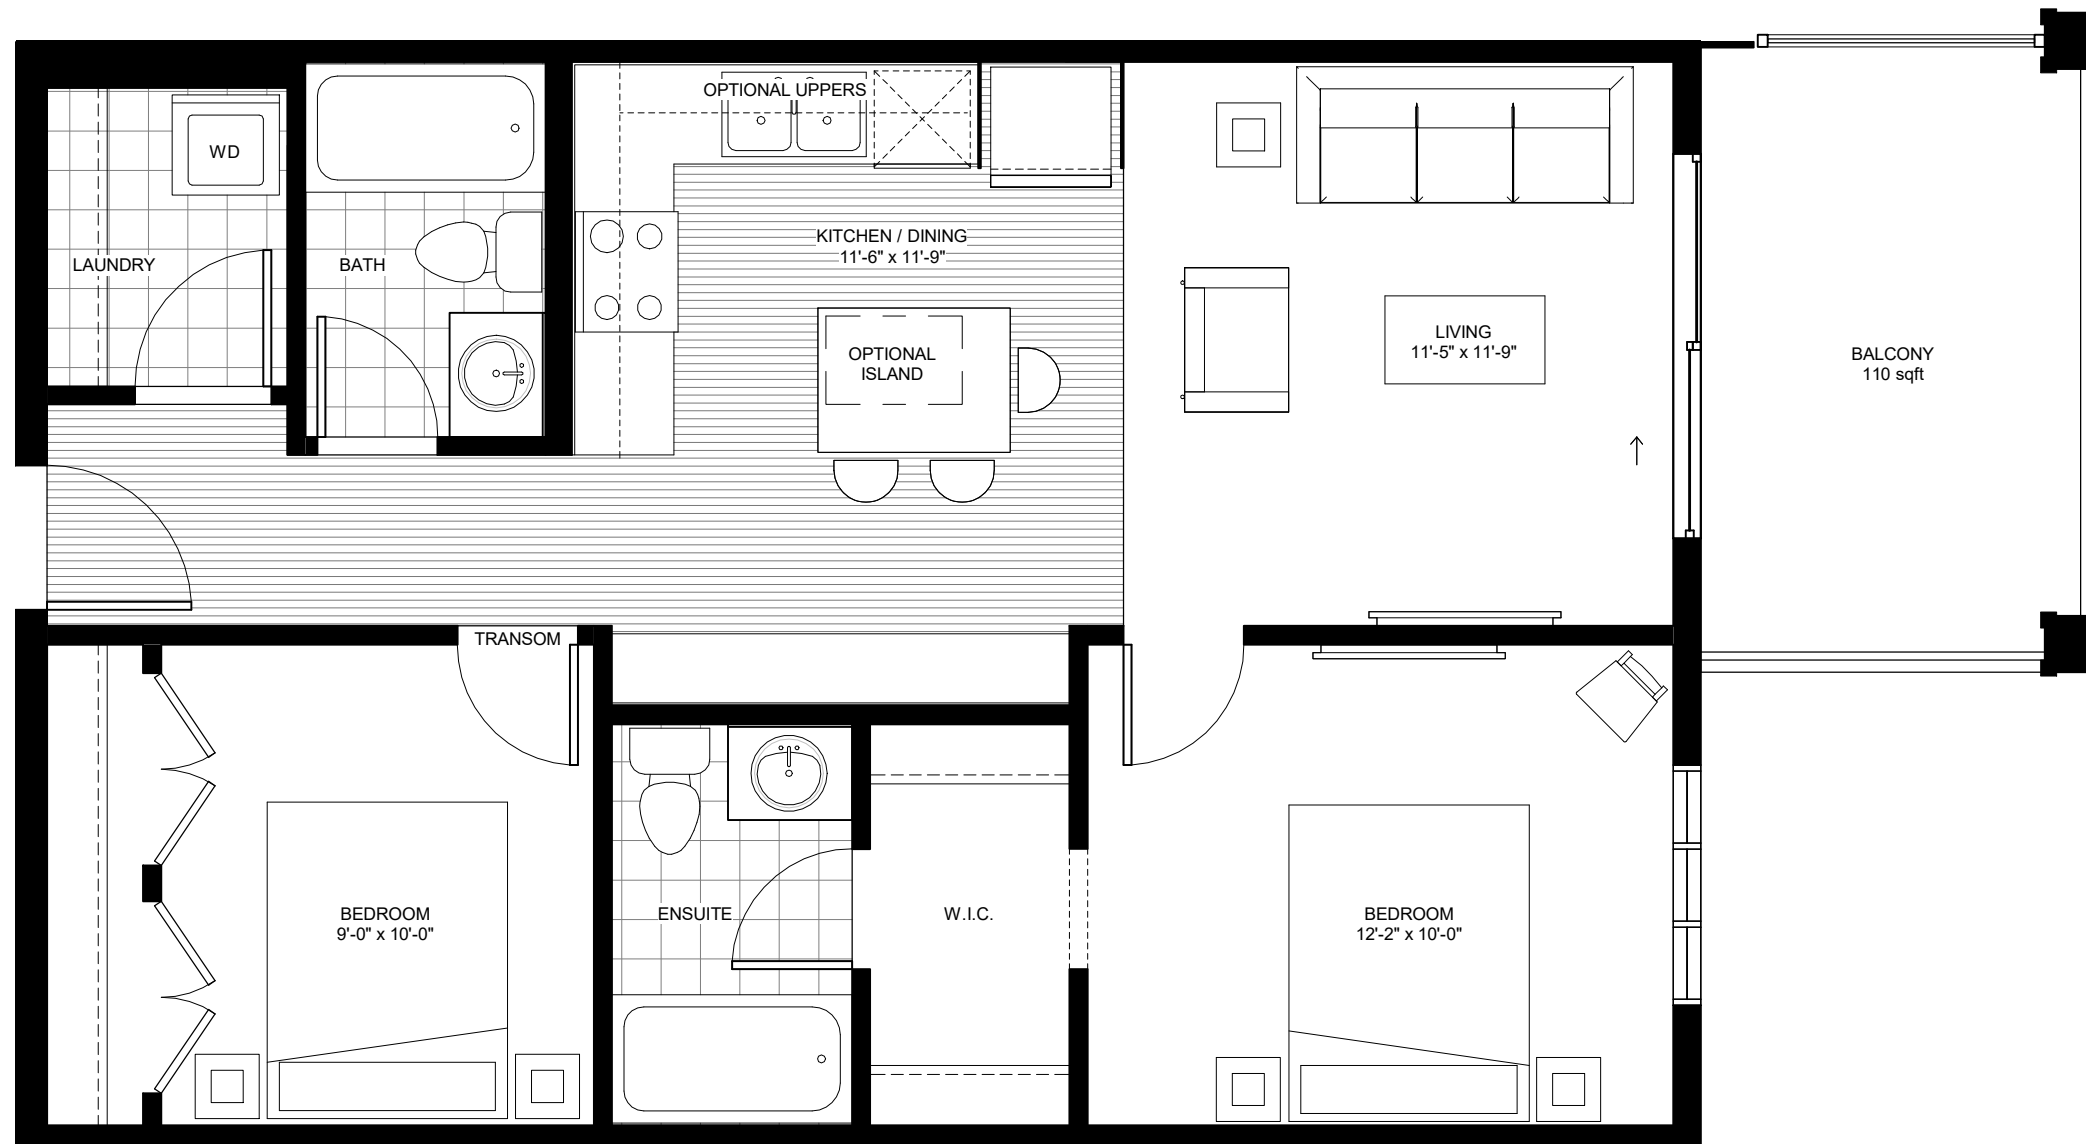 OPTIONAL UPPERS
WD
LAUNDRY
BATH
KITCHEN / DINING
11'-6" x 11'-9"
OPTIONAL
ISLAND
LIVING
11'-5" x 11'-9"
BALCONY
110 sqft
TRANSOM
BEDROOM
9'-0" x 10'-0"
ENSUITE
W.I.C.
BEDROOM
12'-2" x 10'-0"